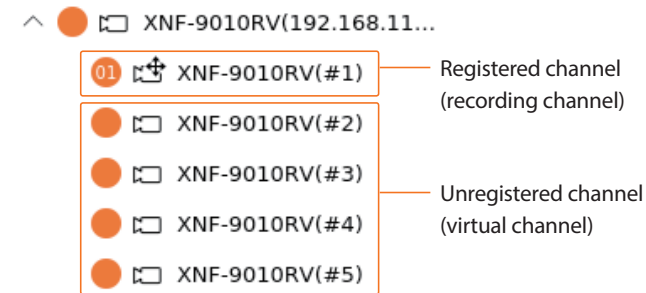 XNF-9010RV(192.168.11...
01 XNF-9010RV(#1)
Registered channel
(recording channel)
XNF-9010RV(#2)
XNF-9010RV(#3)
XNF-9010RV(#4)
XNF-9010RV(#5)
Unregistered channel
(virtual channel)